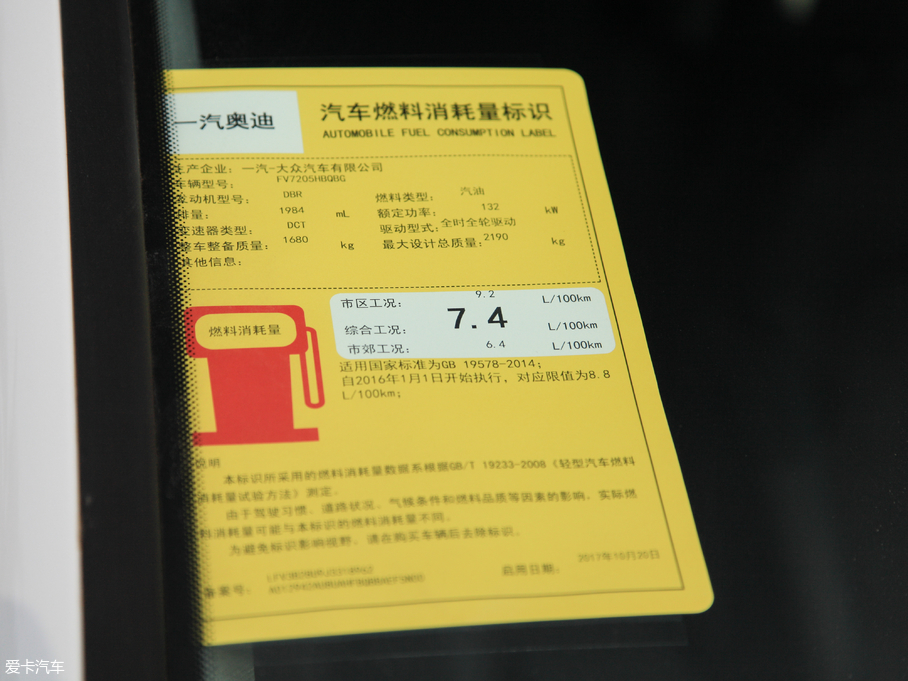 一汽奥迪
汽车燃料消耗量标识
AUTOMOBILE FUEL CONSUMPTION LABEL
生产企业：一汽-大众汽车有限公司
车辆型号： FV7205HBQBG
发动机型号： DBR 燃料类型： 汽油
排量： 1984 mL 额定功率： 132 kW
变速器类型： DCT 驱动型式：全时全轮驱动
整车整备质量： 1680 kg 最大设计总质量：2190 kg
其他信息：
燃料消耗量
市区工况： 9.2 L/100km
综合工况： 7.4 L/100km
市郊工况： 6.4 L/100km
适用国家标准为GB 19578-2014；
自2016年1月1日开始执行，对应限值为8.8
L/100km；
说明
本标识所采用的燃料消耗量数据系根据GB/T 19233-2008《轻型汽车燃料
消耗量试验方法》测定。
由于驾驶习惯、道路状况、气候条件和燃料品质等因素的影响，实际燃
料消耗量可能与本标识的燃料消耗量不同。
为避免标识影响视野，请在购买车辆后去除标识。
备案号：
启用日期： 2017年10月20日
爱卡汽车